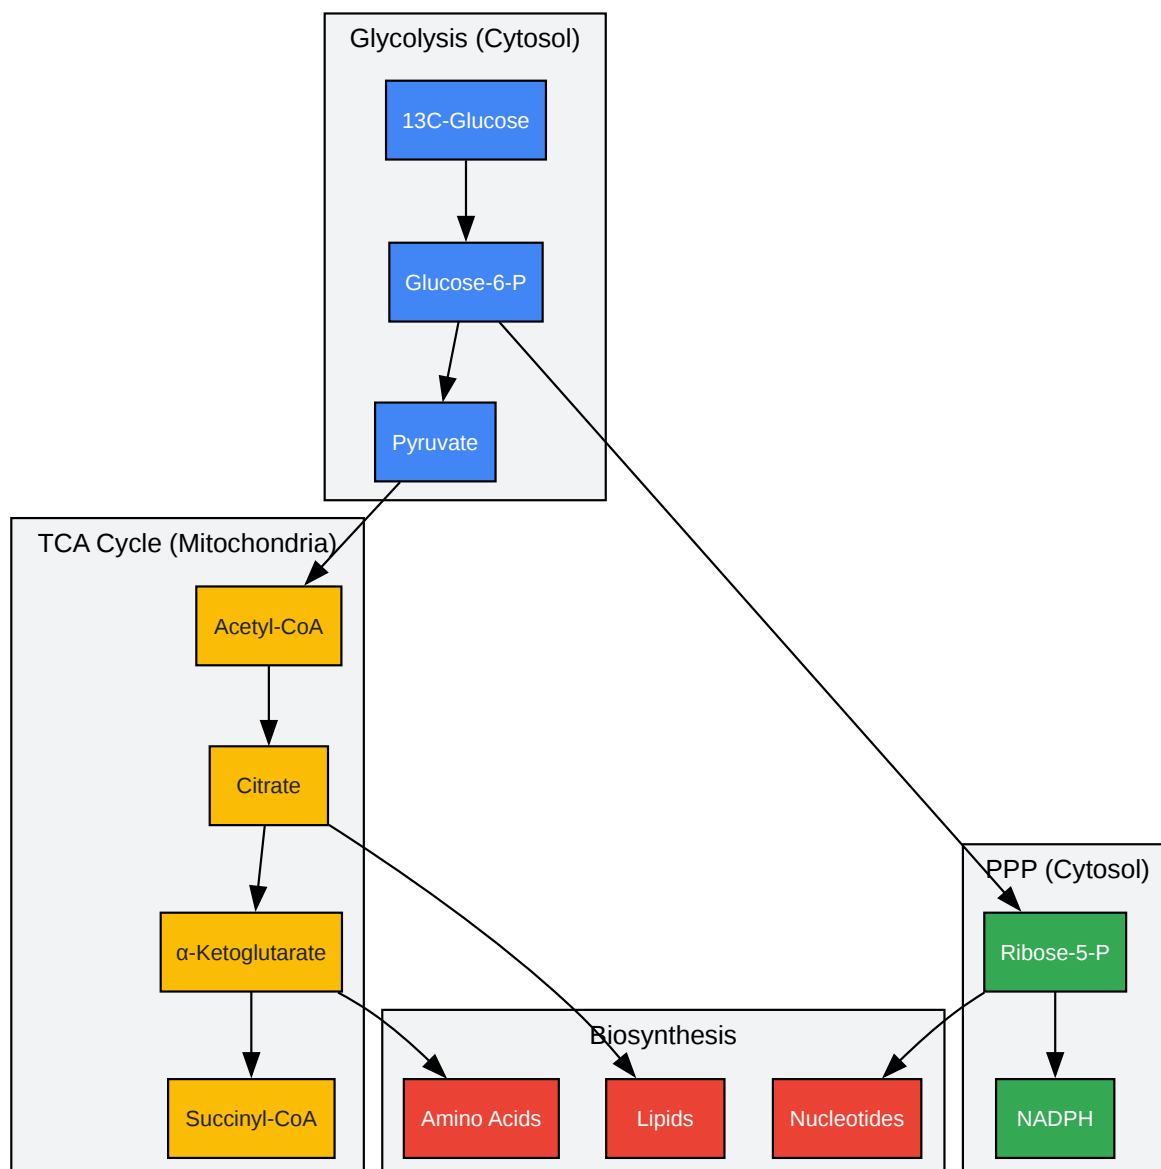 Glycolysis (Cytosol)
13C-Glucose
Glucose-6-P
Pyruvate
TCA Cycle (Mitochondria)
Acetyl-CoA
Citrate
α-Ketoglutarate
Succinyl-CoA
Biosynthesis
Amino Acids
Lipids
Nucleotides
PPP (Cytosol)
Ribose-5-P
NADPH